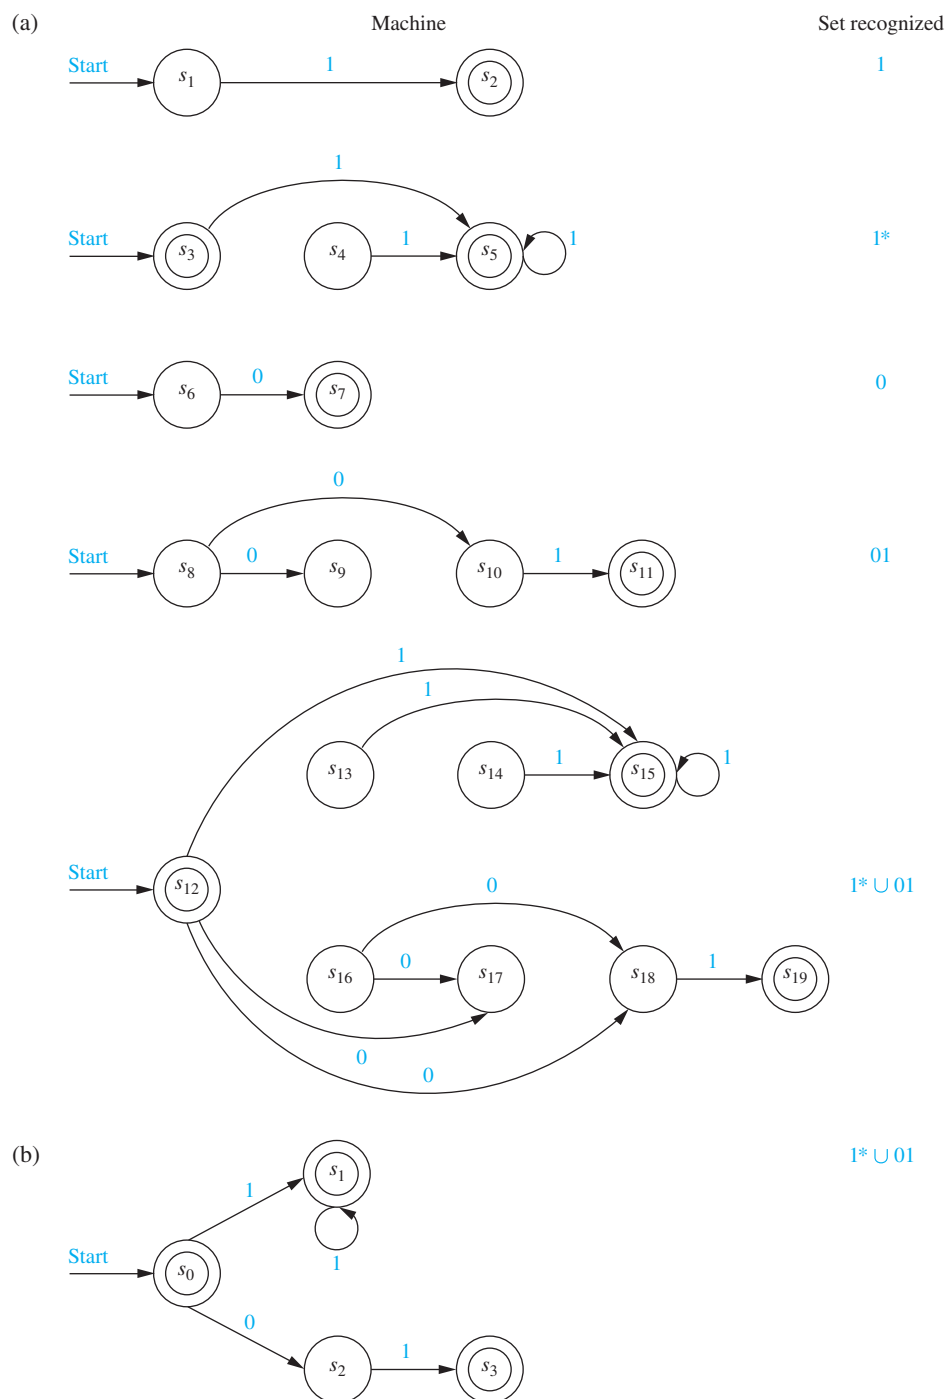 (a) Machine Set recognized
Start s1 1 s2 1
1
Start s3 s4 1 s5 1 1*
Start s6 0 s7 0
0
Start s8 0 s9 s10 1 s11 01
1
1
s13 s14 1 s15 1
Start s12 1* ∪ 01
0
s16 0 s17 s18 1 s19
0
0
(b) s1 1* ∪ 01
1
1
Start s0
0
s2 1 s3